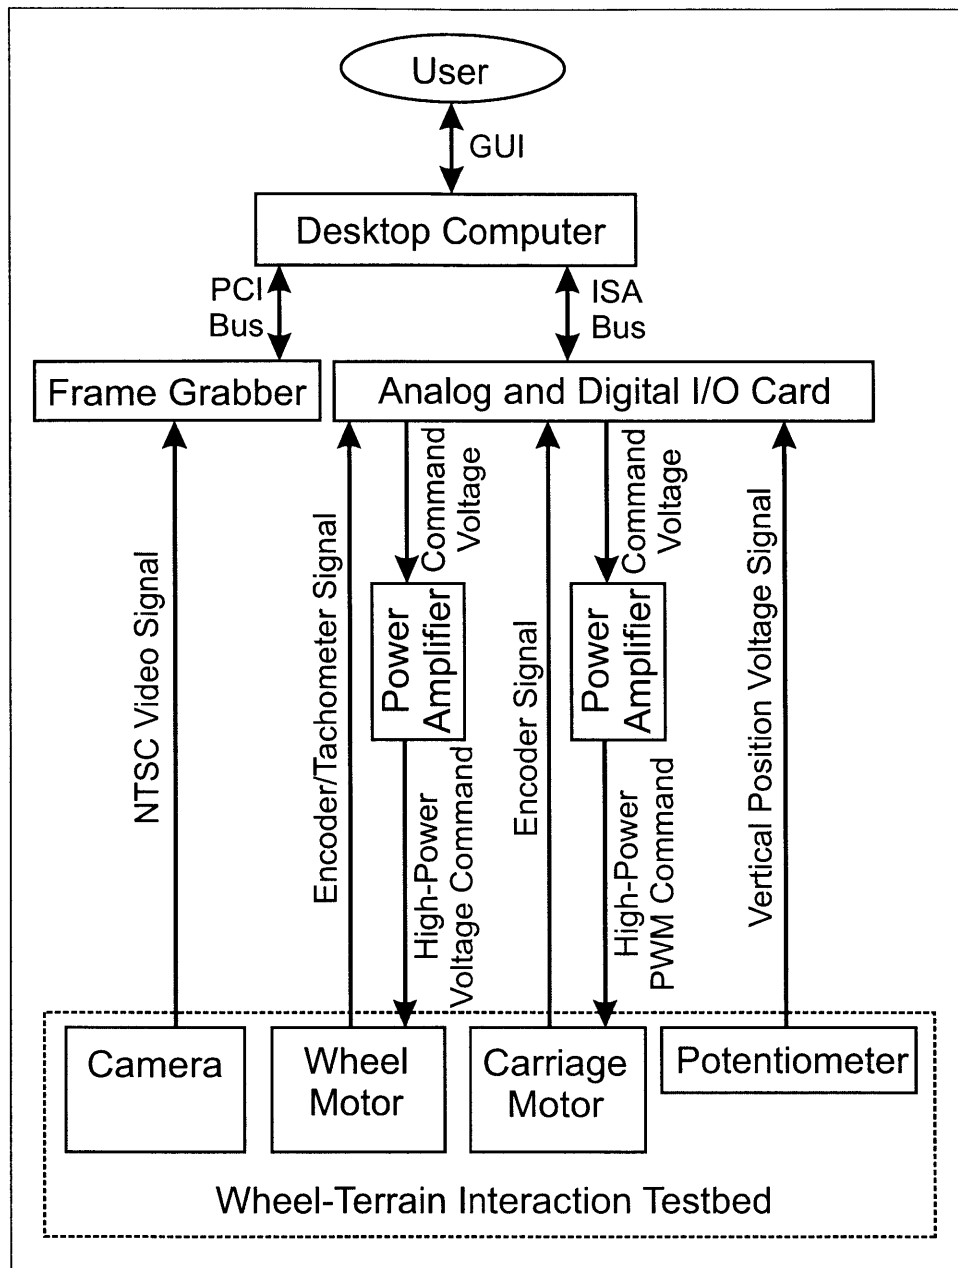 User
GUI
Desktop Computer
PCI
Bus
ISA
Bus
Frame Grabber
Analog and Digital I/O Card
NTSC Video Signal
Encoder/Tachometer Signal
Command
Voltage
Power
Amplifier
High-Power
Voltage Command
Encoder Signal
Command
Voltage
Power
Amplifier
High-Power
PWM Command
Vertical Position Voltage Signal
Camera
Wheel
Motor
Carriage
Motor
Potentiometer
Wheel-Terrain Interaction Testbed